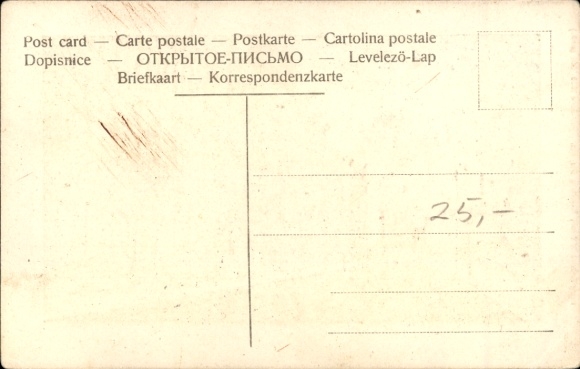 Post card — Carte postale — Postkarte — Cartolina postale
Dopisnice — ОТКРЫТОЕ-ПИСЬМО — Levelezö-Lap
Briefkaart — Korrespondenzkarte
25,-